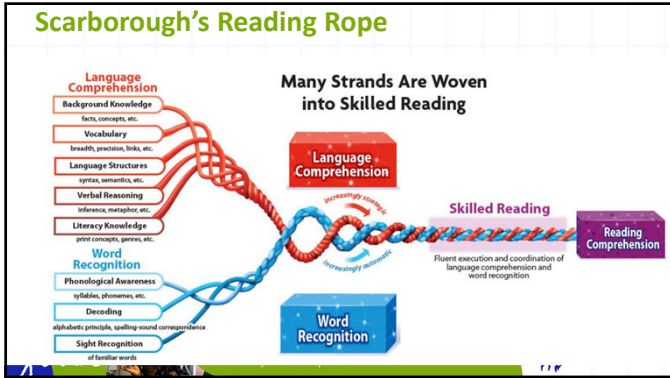 Scarborough's Reading Rope
Many Strands Are Woven
into Skilled Reading
Language
Comprehension
Background Knowledge
facts, concepts, etc.
Vocabulary
breadth, precision, links, etc.
Language Structures
syntax, semantics, etc.
Verbal Reasoning
inference, metaphor, etc.
Literacy Knowledge
print concepts, genres, etc.
Word
Recognition
Phonological Awareness
syllables, phonemes, etc.
Decoding
alphabetic principle, spelling-sound correspondence
Sight Recognition
of familiar words
Language
Comprehension
increasingly strategic
increasingly automatic
Word
Recognition
Skilled Reading
Fluent execution and coordination of
language comprehension and
word recognition
Reading
Comprehension